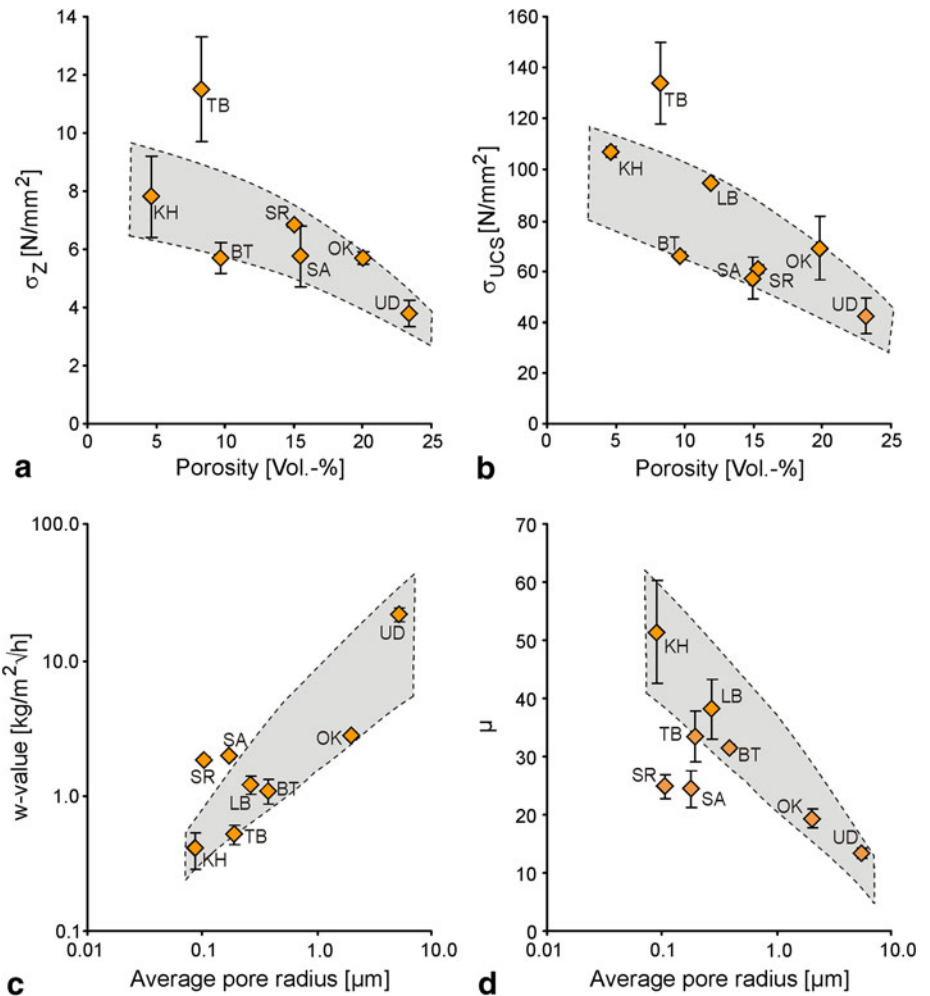 14
12
10
8
6
4
2
0
σZ [N/mm2]
TB
KH
BT
SR
SA
OK
UD
0 5 10 15 20 25
a
Porosity [Vol.-%]
160
140
120
100
80
60
40
20
0
σUCS [N/mm2]
TB
KH
LB
BT
SA
SR
OK
UD
0 5 10 15 20 25
b
Porosity [Vol.-%]
100.0
10.0
1.0
0.1
w-value [kg/m2√h]
UD
SA
SR
OK
LB
BT
TB
KH
0.01 0.1 1.0 10.0
c
Average pore radius [µm]
70
60
50
40
30
20
10
0
µ
KH
LB
TB
BT
SR
SA
OK
UD
0.01 0.1 1.0 10.0
d
Average pore radius [µm]